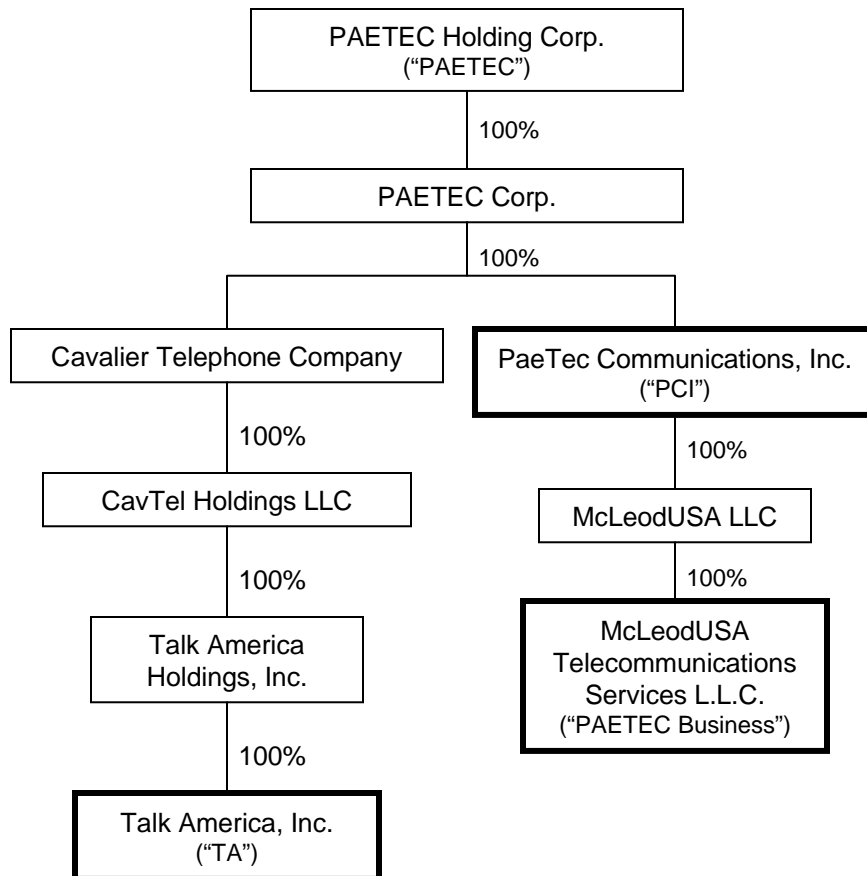 PAETEC Holding Corp.
(“PAETEC”)
100%
PAETEC Corp.
100%
Cavalier Telephone Company
PaeTec Communications, Inc.
(“PCI”)
100%
100%
CavTel Holdings LLC
McLeodUSA LLC
100%
100%
Talk America
Holdings, Inc.
McLeodUSA
Telecommunications
Services L.L.C.
(“PAETEC Business”)
100%
Talk America, Inc.
(“TA”)